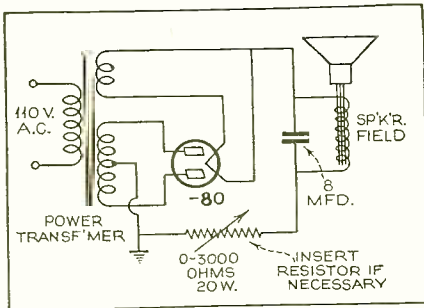 110 V.
A.C.
POWER
TRANSF'MER
-80
SP'K'R.
FIELD
8
MFD.
0-3000
OHMS
20 W.
INSERT
RESISTOR IF
NECESSARY